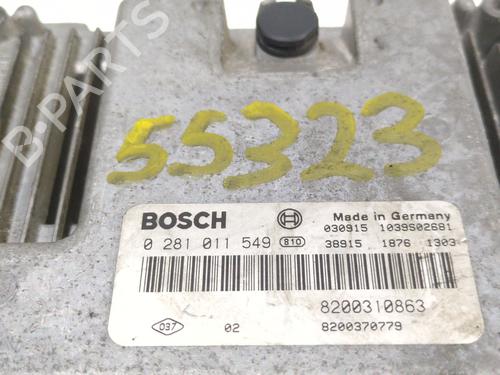 B-PARTS
55323
BOSCH
Made in Germany
0 281 011 549 810
030915 1039S02681
38915 1876 1303
8200310863
037 02 8200370779